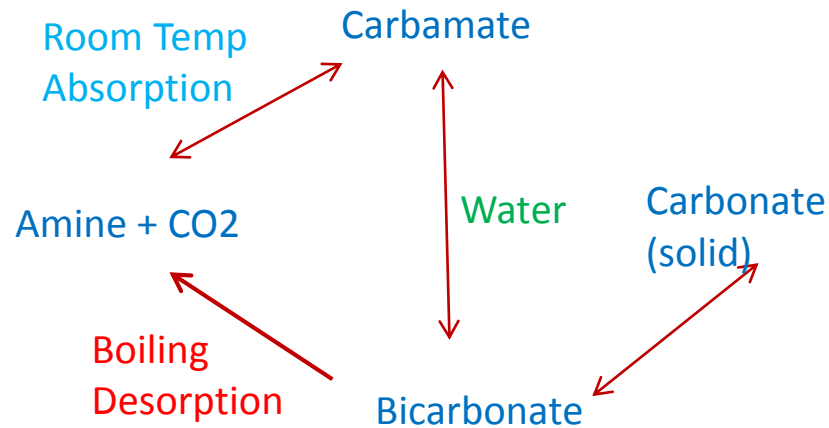 Room Temp
Absorption
Carbamate
Amine + CO2
Water
Carbonate
(solid)
Boiling
Desorption
Bicarbonate